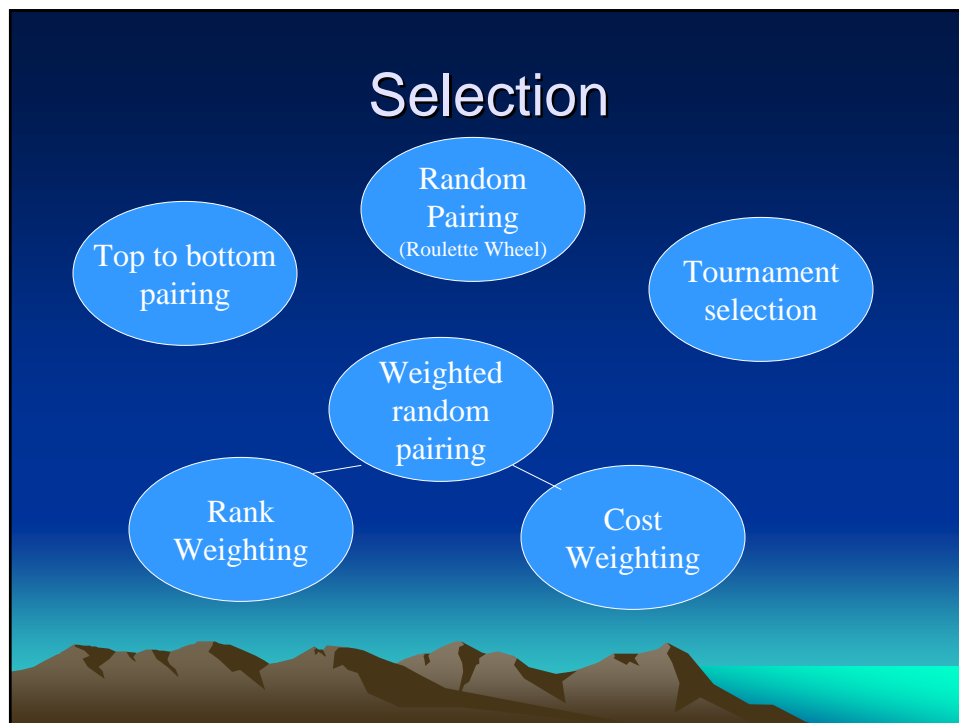 Selection
Random
Pairing
(Roulette Wheel)
Top to bottom
pairing
Tournament
selection
Weighted
random
pairing
Rank
Weighting
Cost
Weighting